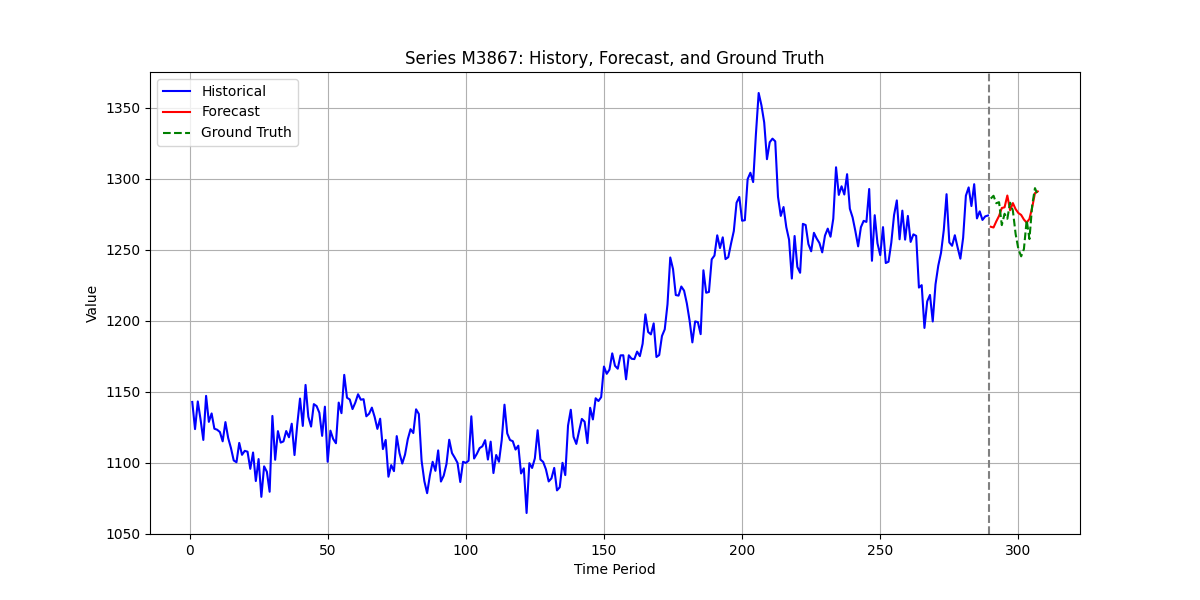 Series M3867: History, Forecast, and Ground Truth
Historical
Forecast
Ground Truth
1350
1300
1250
1200
1150
1100
1050
Value
0 50 100 150 200 250 300
Time Period